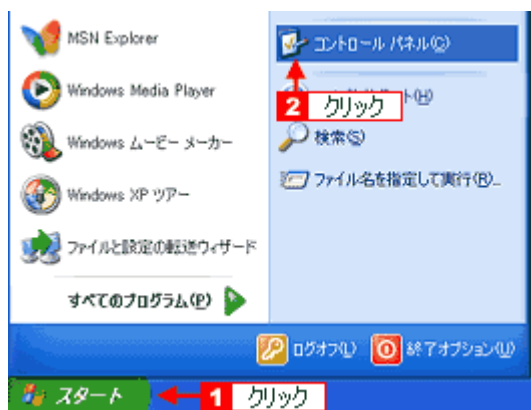 MSN Explorer
Windows Media Player
Windows ムービー メーカー
Windows XP ツアー
ファイルと設定の転送ウィザード
すべてのプログラム(P)
コントロール パネル(C)
2 クリック
ト(H)
検索(S)
ファイル名を指定して実行(R)...
ログオフ(L)
終了オプション(U)
スタート
1 クリック